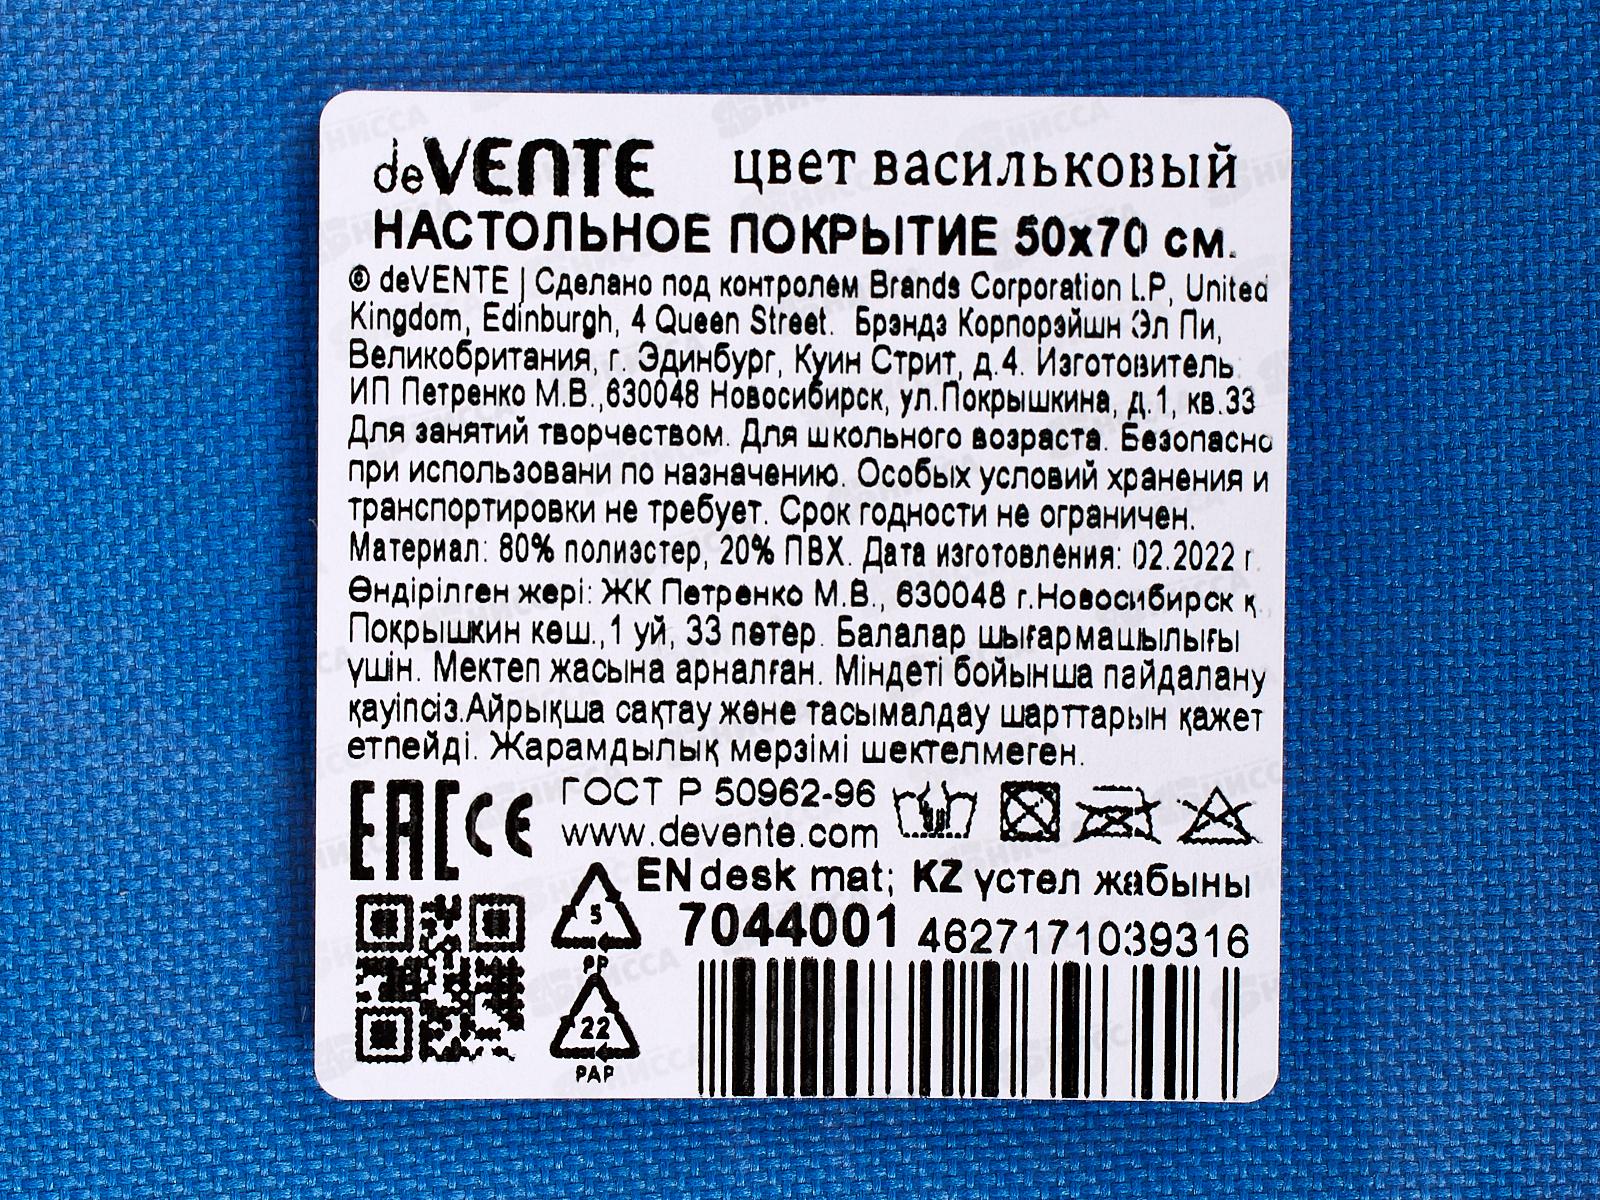 deVENTE цвет васильковый
НАСТОЛЬНОЕ ПОКРЫТИЕ 50x70 см.
® deVENTE | Сделано под контролем Brands Corporation L.P, United
Kingdom, Edinburgh, 4 Queen Street. Брэндз Корпорэйшн Эл Пи,
Великобритания, г. Эдинбург, Куин Стрит, д.4. Изготовитель:
ИП Петренко М.В.,630048 Новосибирск, ул.Покрышкина, д.1, кв.33
Для занятий творчеством. Для школьного возраста. Безопасно
при использовани по назначению. Особых условий хранения и
транспортировки не требует. Срок годности не ограничен.
Материал: 80% полиэстер, 20% ПВХ. Дата изготовления: 02.2022 г.
Өндірілген жері: ЖК Петренко М.В., 630048 г.Новосибирск қ.
Покрышкин көш.,1 уй, 33 пәтер. Балалар шығармашылығы
үшін. Мектеп жасына арналған. Міндеті бойынша пайдалану
қауіпсіз.Айрықша сақтау және тасымалдау шарттарын қажет
етпейді. Жарамдылық мерзімі шектелмеген.
EAC CE ГОСТ Р 50962-96
www.devente.com
EN desk mat; KZ үстел жабыны
5
PP
7044001 4627171039316
22
PAP
БНИССА